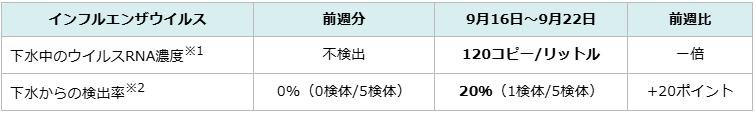 インフルエンザウイルス 前週分 9月16日～9月22日 前週比
下水中のウイルスRNA濃度※1 不検出 120コピー/リットル ー倍
下水からの検出率※2 0%（0検体/5検体） 20%（1検体/5検体） +20ポイント